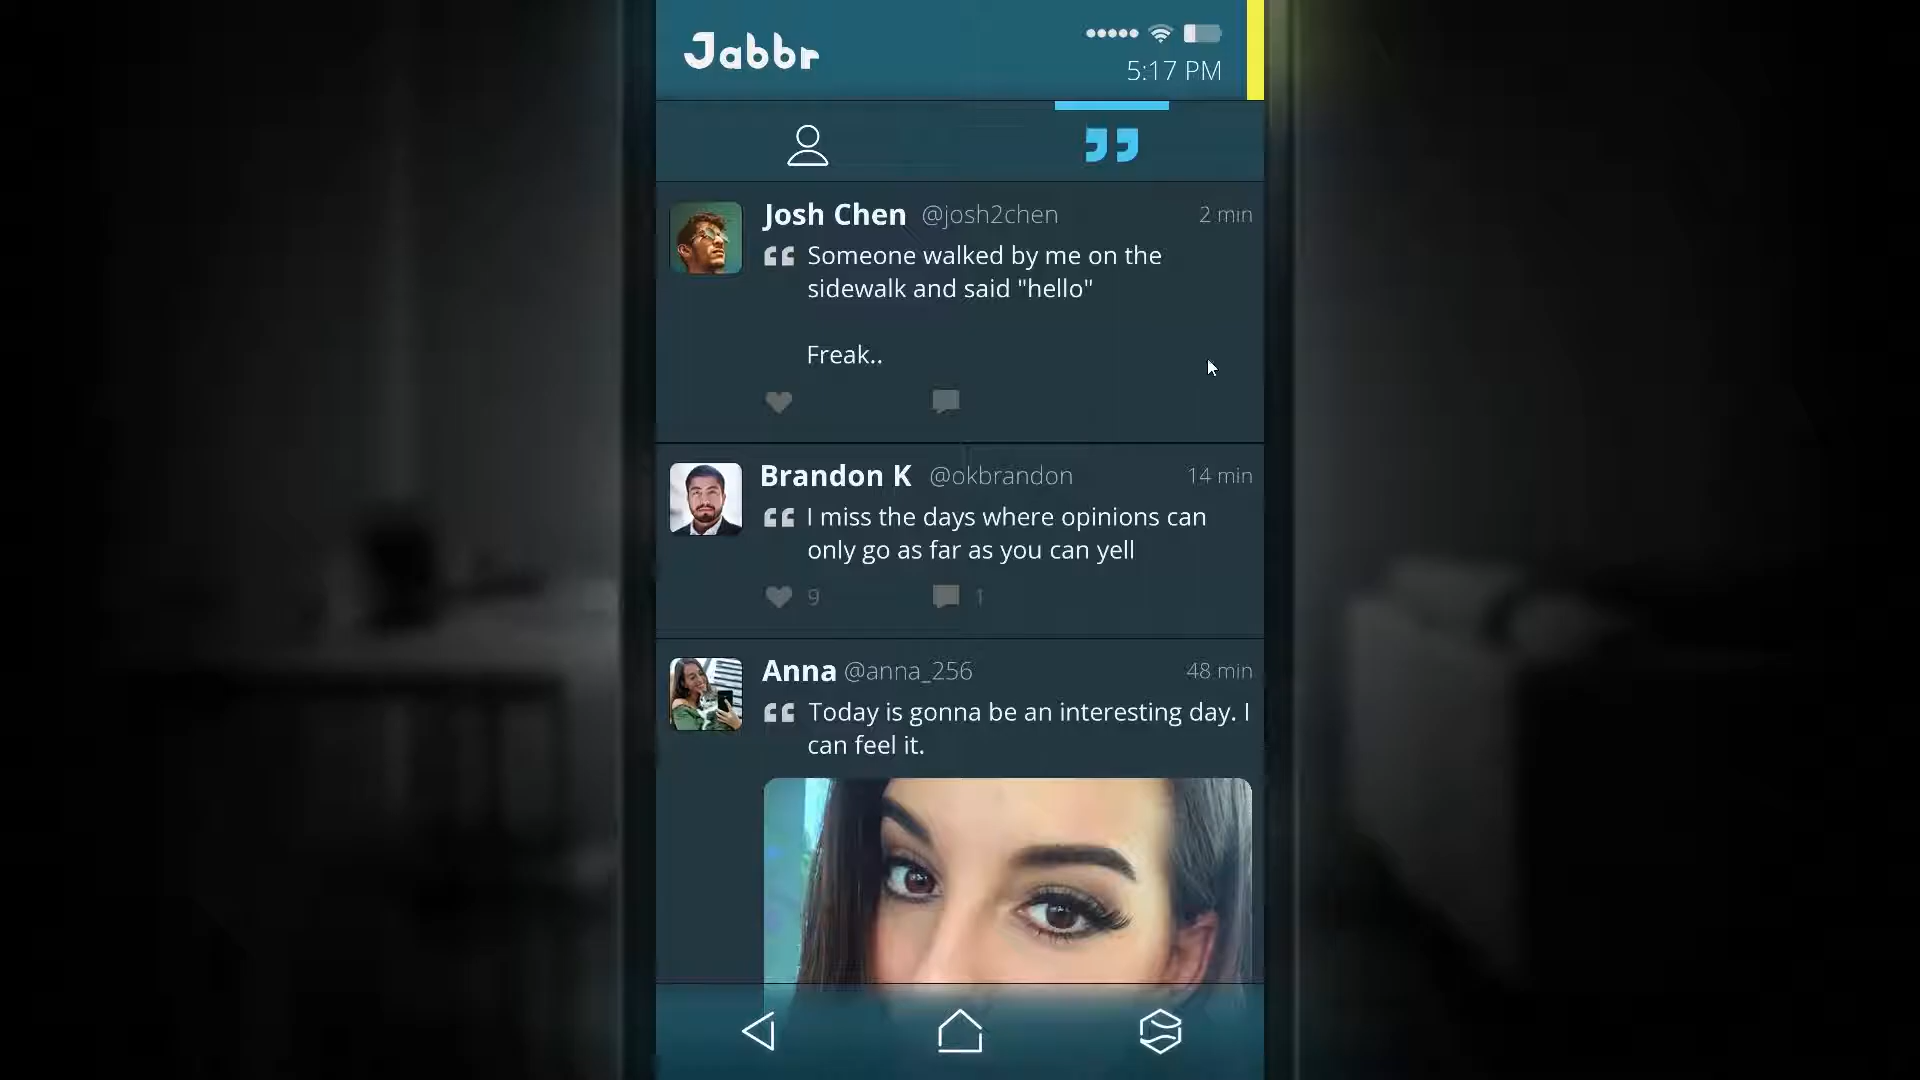 Jabbr
5:17 PM
Josh Chen @josh2chen 2 min
Someone walked by me on the
sidewalk and said "hello"
Freak..
Brandon K @okbrandon 14 min
I miss the days where opinions can
only go as far as you can yell
9 1
Anna @anna_256 48 min
Today is gonna be an interesting day. I
can feel it.